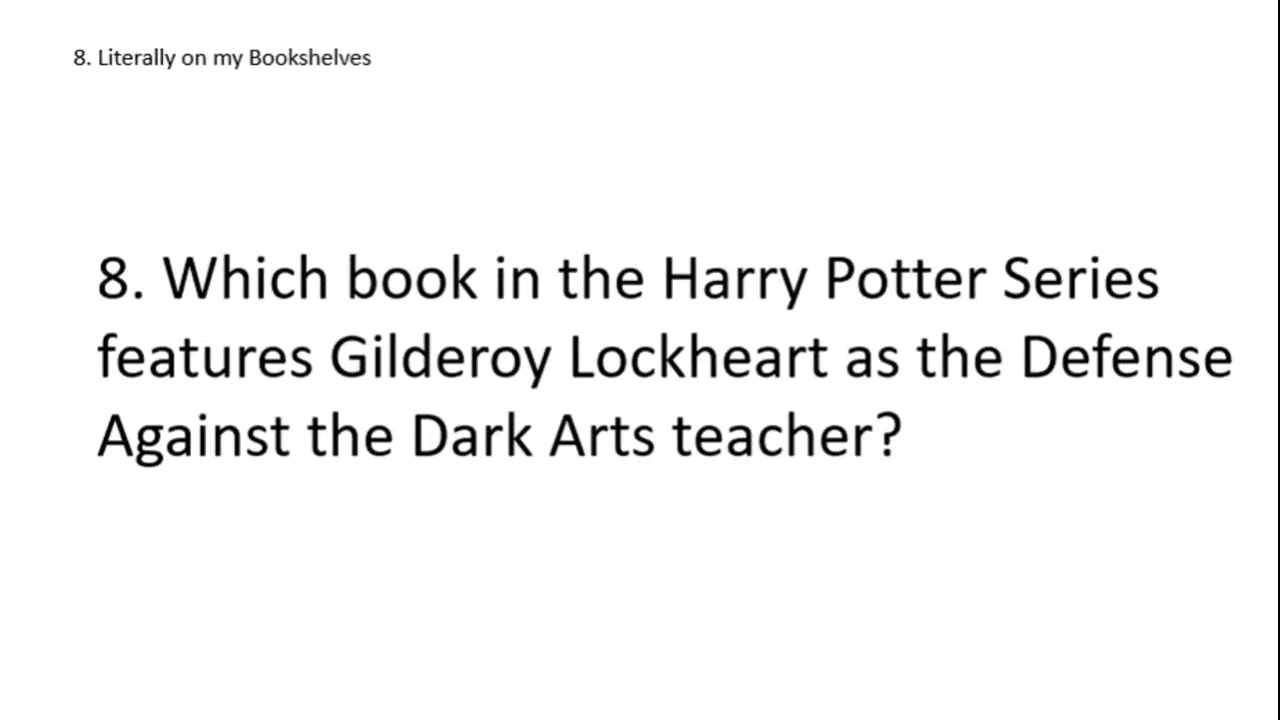 8. Literally on my Bookshelves
8. Which book in the Harry Potter Series
features Gilderoy Lockheart as the Defense
Against the Dark Arts teacher?